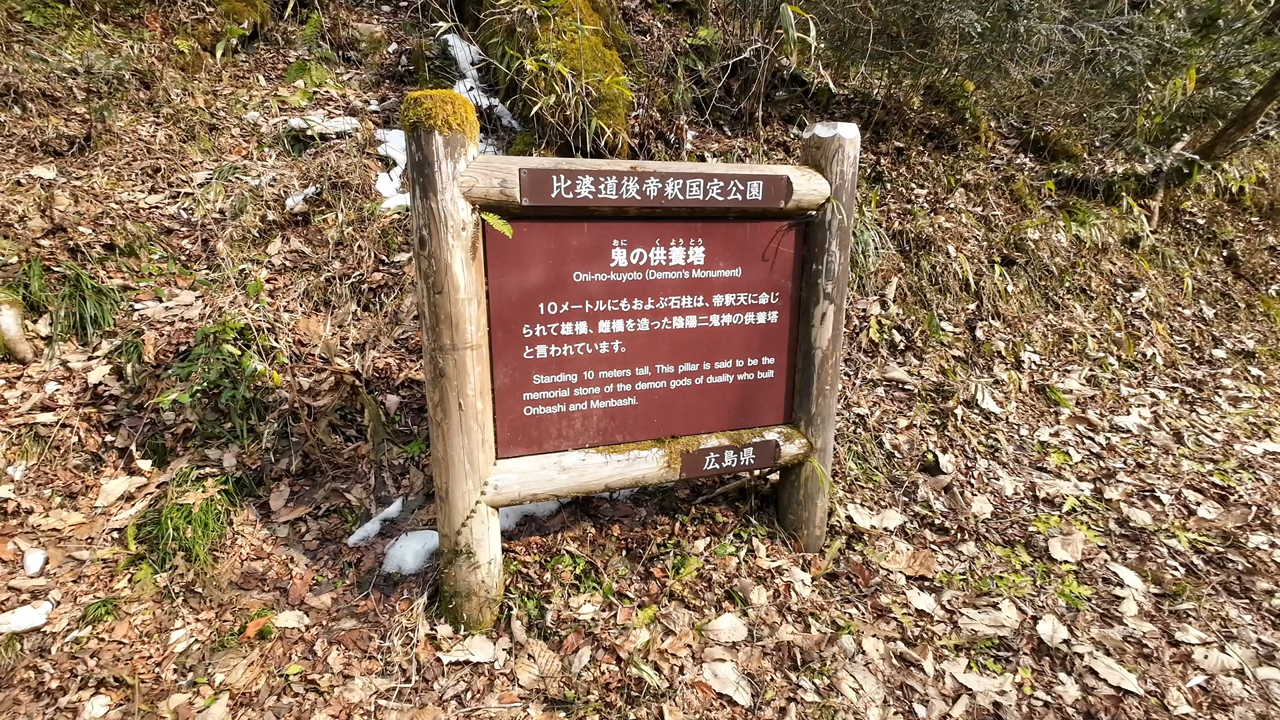 比婆道後帝釈国定公園
おに くようとう
鬼の供養塔
Oni-no-kuyoto (Demon's Monument)
10メートルにもおよぶ石柱は、帝釈天に命じ
られて雄橋、雌橋を造った陰陽二鬼神の供養塔
と言われています。
Standing 10 meters tall, This pillar is said to be the
memorial stone of the demon gods of duality who built
Onbashi and Menbashi.
広島県